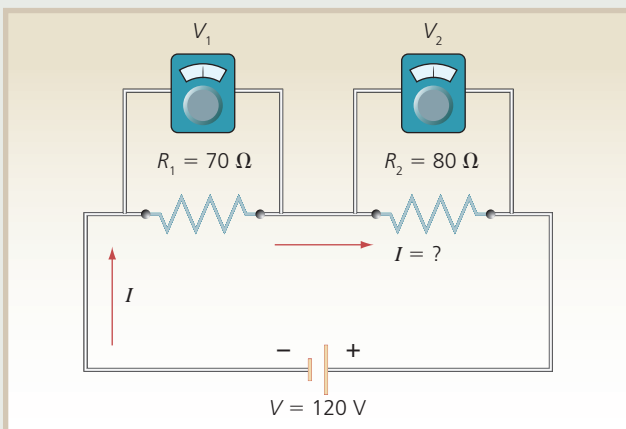 V₁ V₂
R₁ = 70 Ω R₂ = 80 Ω
I = ?
I
− +
V = 120 V